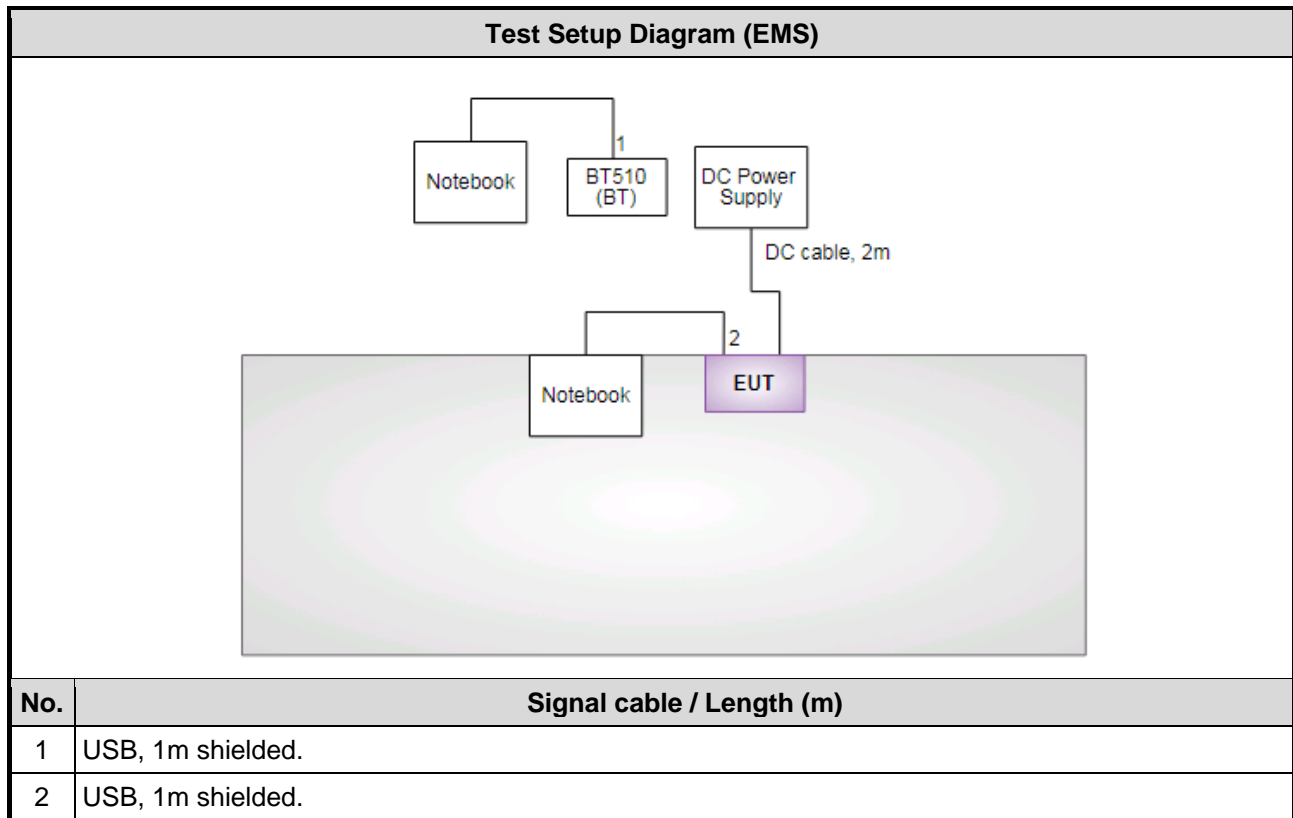 Test Setup Diagram (EMS)
1
Notebook
BT510
(BT)
DC Power
Supply
DC cable, 2m
2
Notebook
EUT
No. Signal cable / Length (m)
1 USB, 1m shielded.
2 USB, 1m shielded.